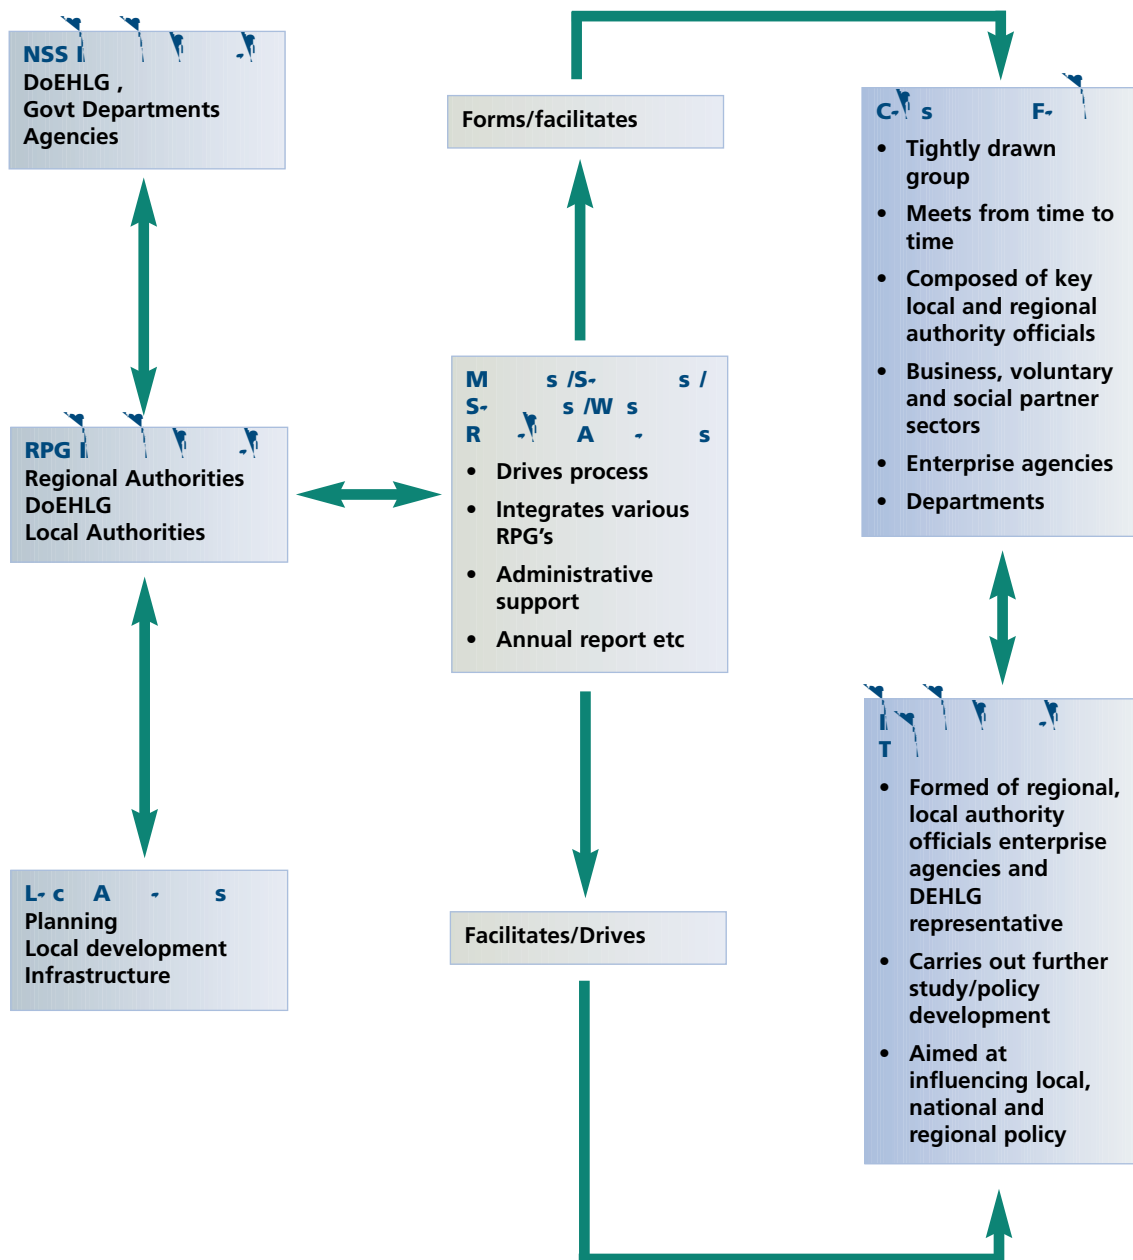 NSS I
DoEHLG ,
Govt Departments
Agencies
RPG I
Regional Authorities
DoEHLG
Local Authorities
Planning
Local development
Infrastructure
Forms/facilitates
• Drives process
• Integrates various
RPG's
• Administrative
support
• Annual report etc
Facilitates/Drives
• Tightly drawn
group
• Meets from time to
time
• Composed of key
local and regional
authority officials
• Business, voluntary
and social partner
sectors
• Enterprise agencies
• Departments
• Formed of regional,
local authority
officials enterprise
agencies and
DEHLG
representative
• Carries out further
study/policy
development
• Aimed at
influencing local,
national and
regional policy